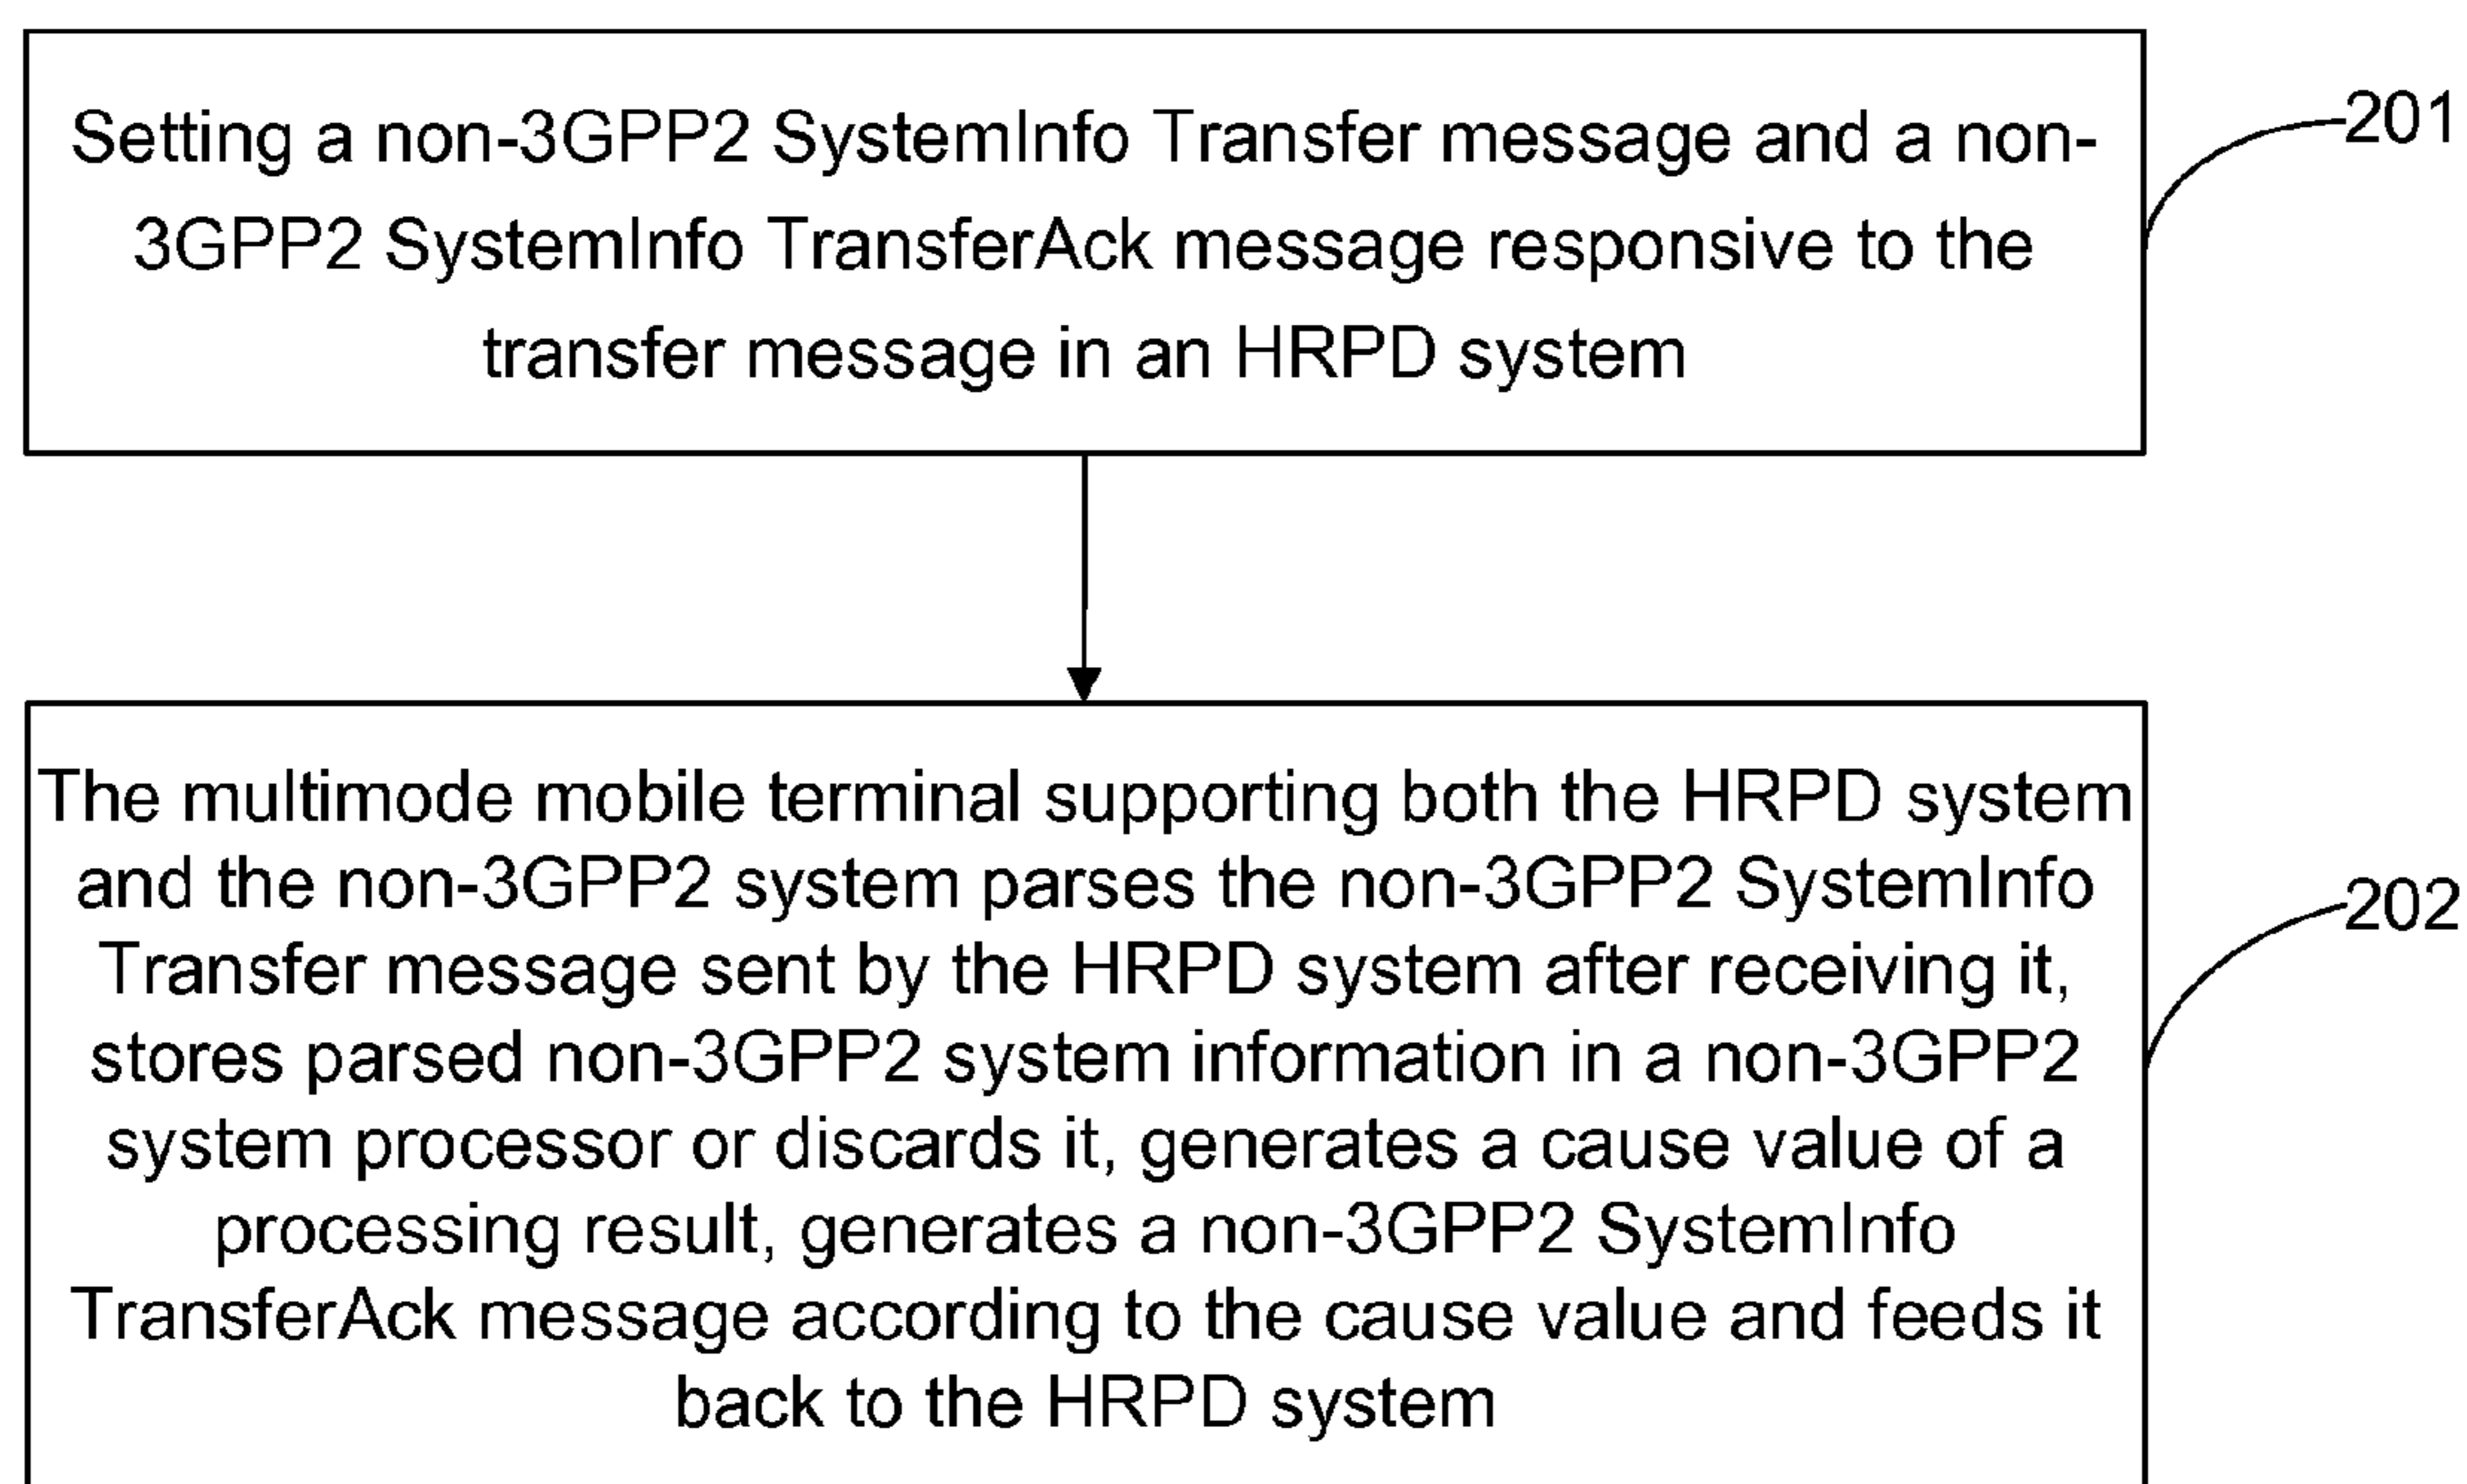 Setting a non-3GPP2 SystemInfo Transfer message and a non-
3GPP2 SystemInfo TransferAck message responsive to the
transfer message in an HRPD system
201
The multimode mobile terminal supporting both the HRPD system
and the non-3GPP2 system parses the non-3GPP2 SystemInfo
Transfer message sent by the HRPD system after receiving it,
stores parsed non-3GPP2 system information in a non-3GPP2
system processor or discards it, generates a cause value of a
processing result, generates a non-3GPP2 SystemInfo
TransferAck message according to the cause value and feeds it
back to the HRPD system
202